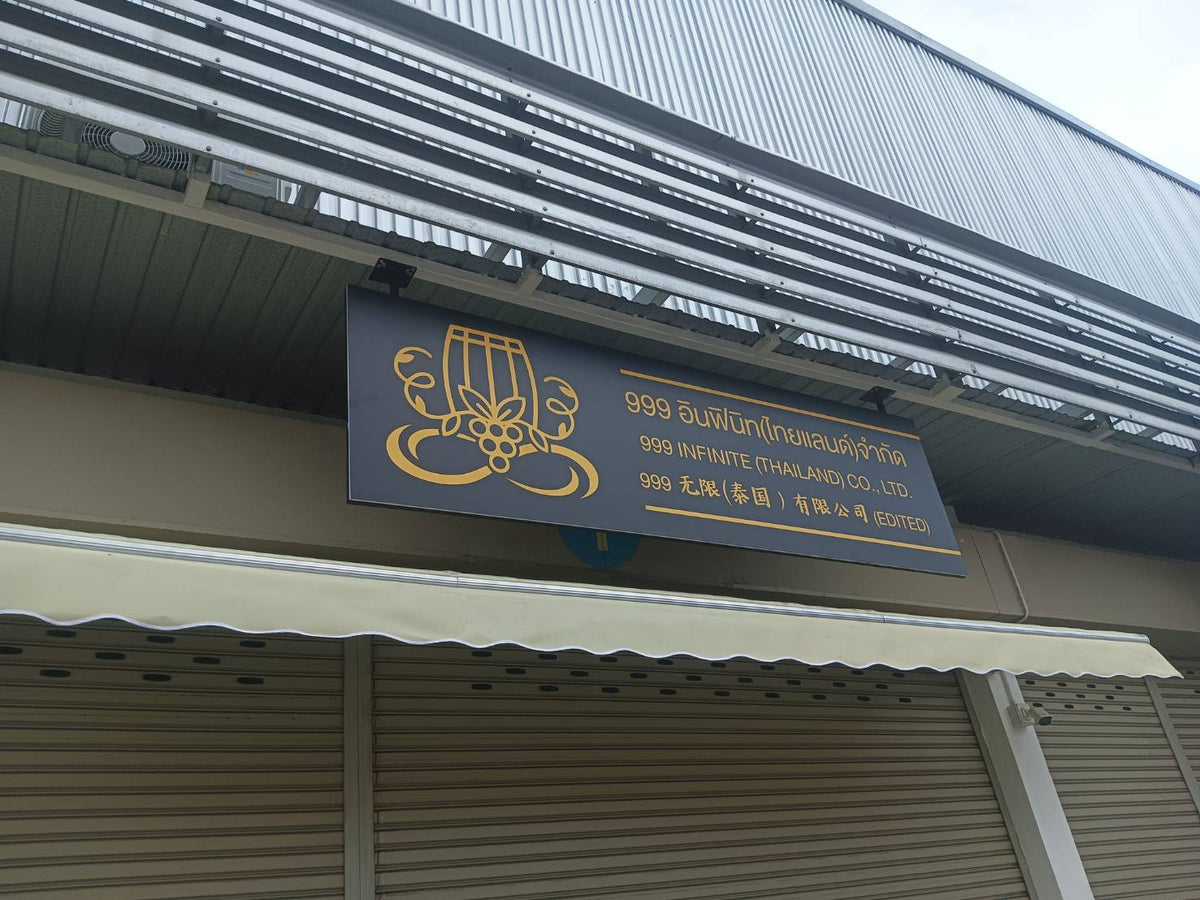 999 อินฟินิท(ไทยแลนด์)จำกัด
999 INFINITE (THAILAND) CO., LTD.
999 无限(泰国）有限公司 (EDITED)